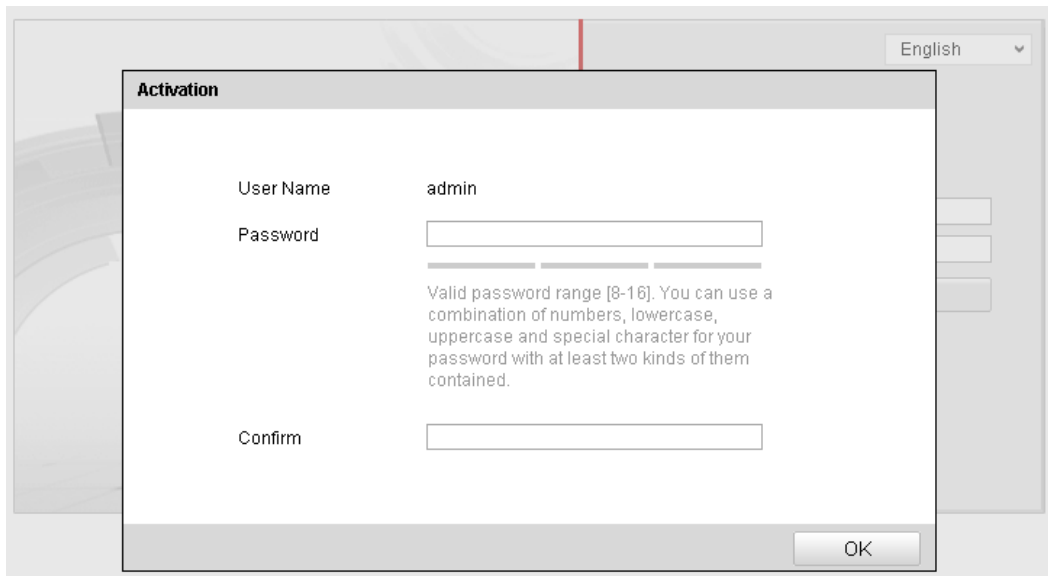 English
Activation
User Name admin
Password
Valid password range [8-16]. You can use a
combination of numbers, lowercase,
uppercase and special character for your
password with at least two kinds of them
contained.
Confirm
OK